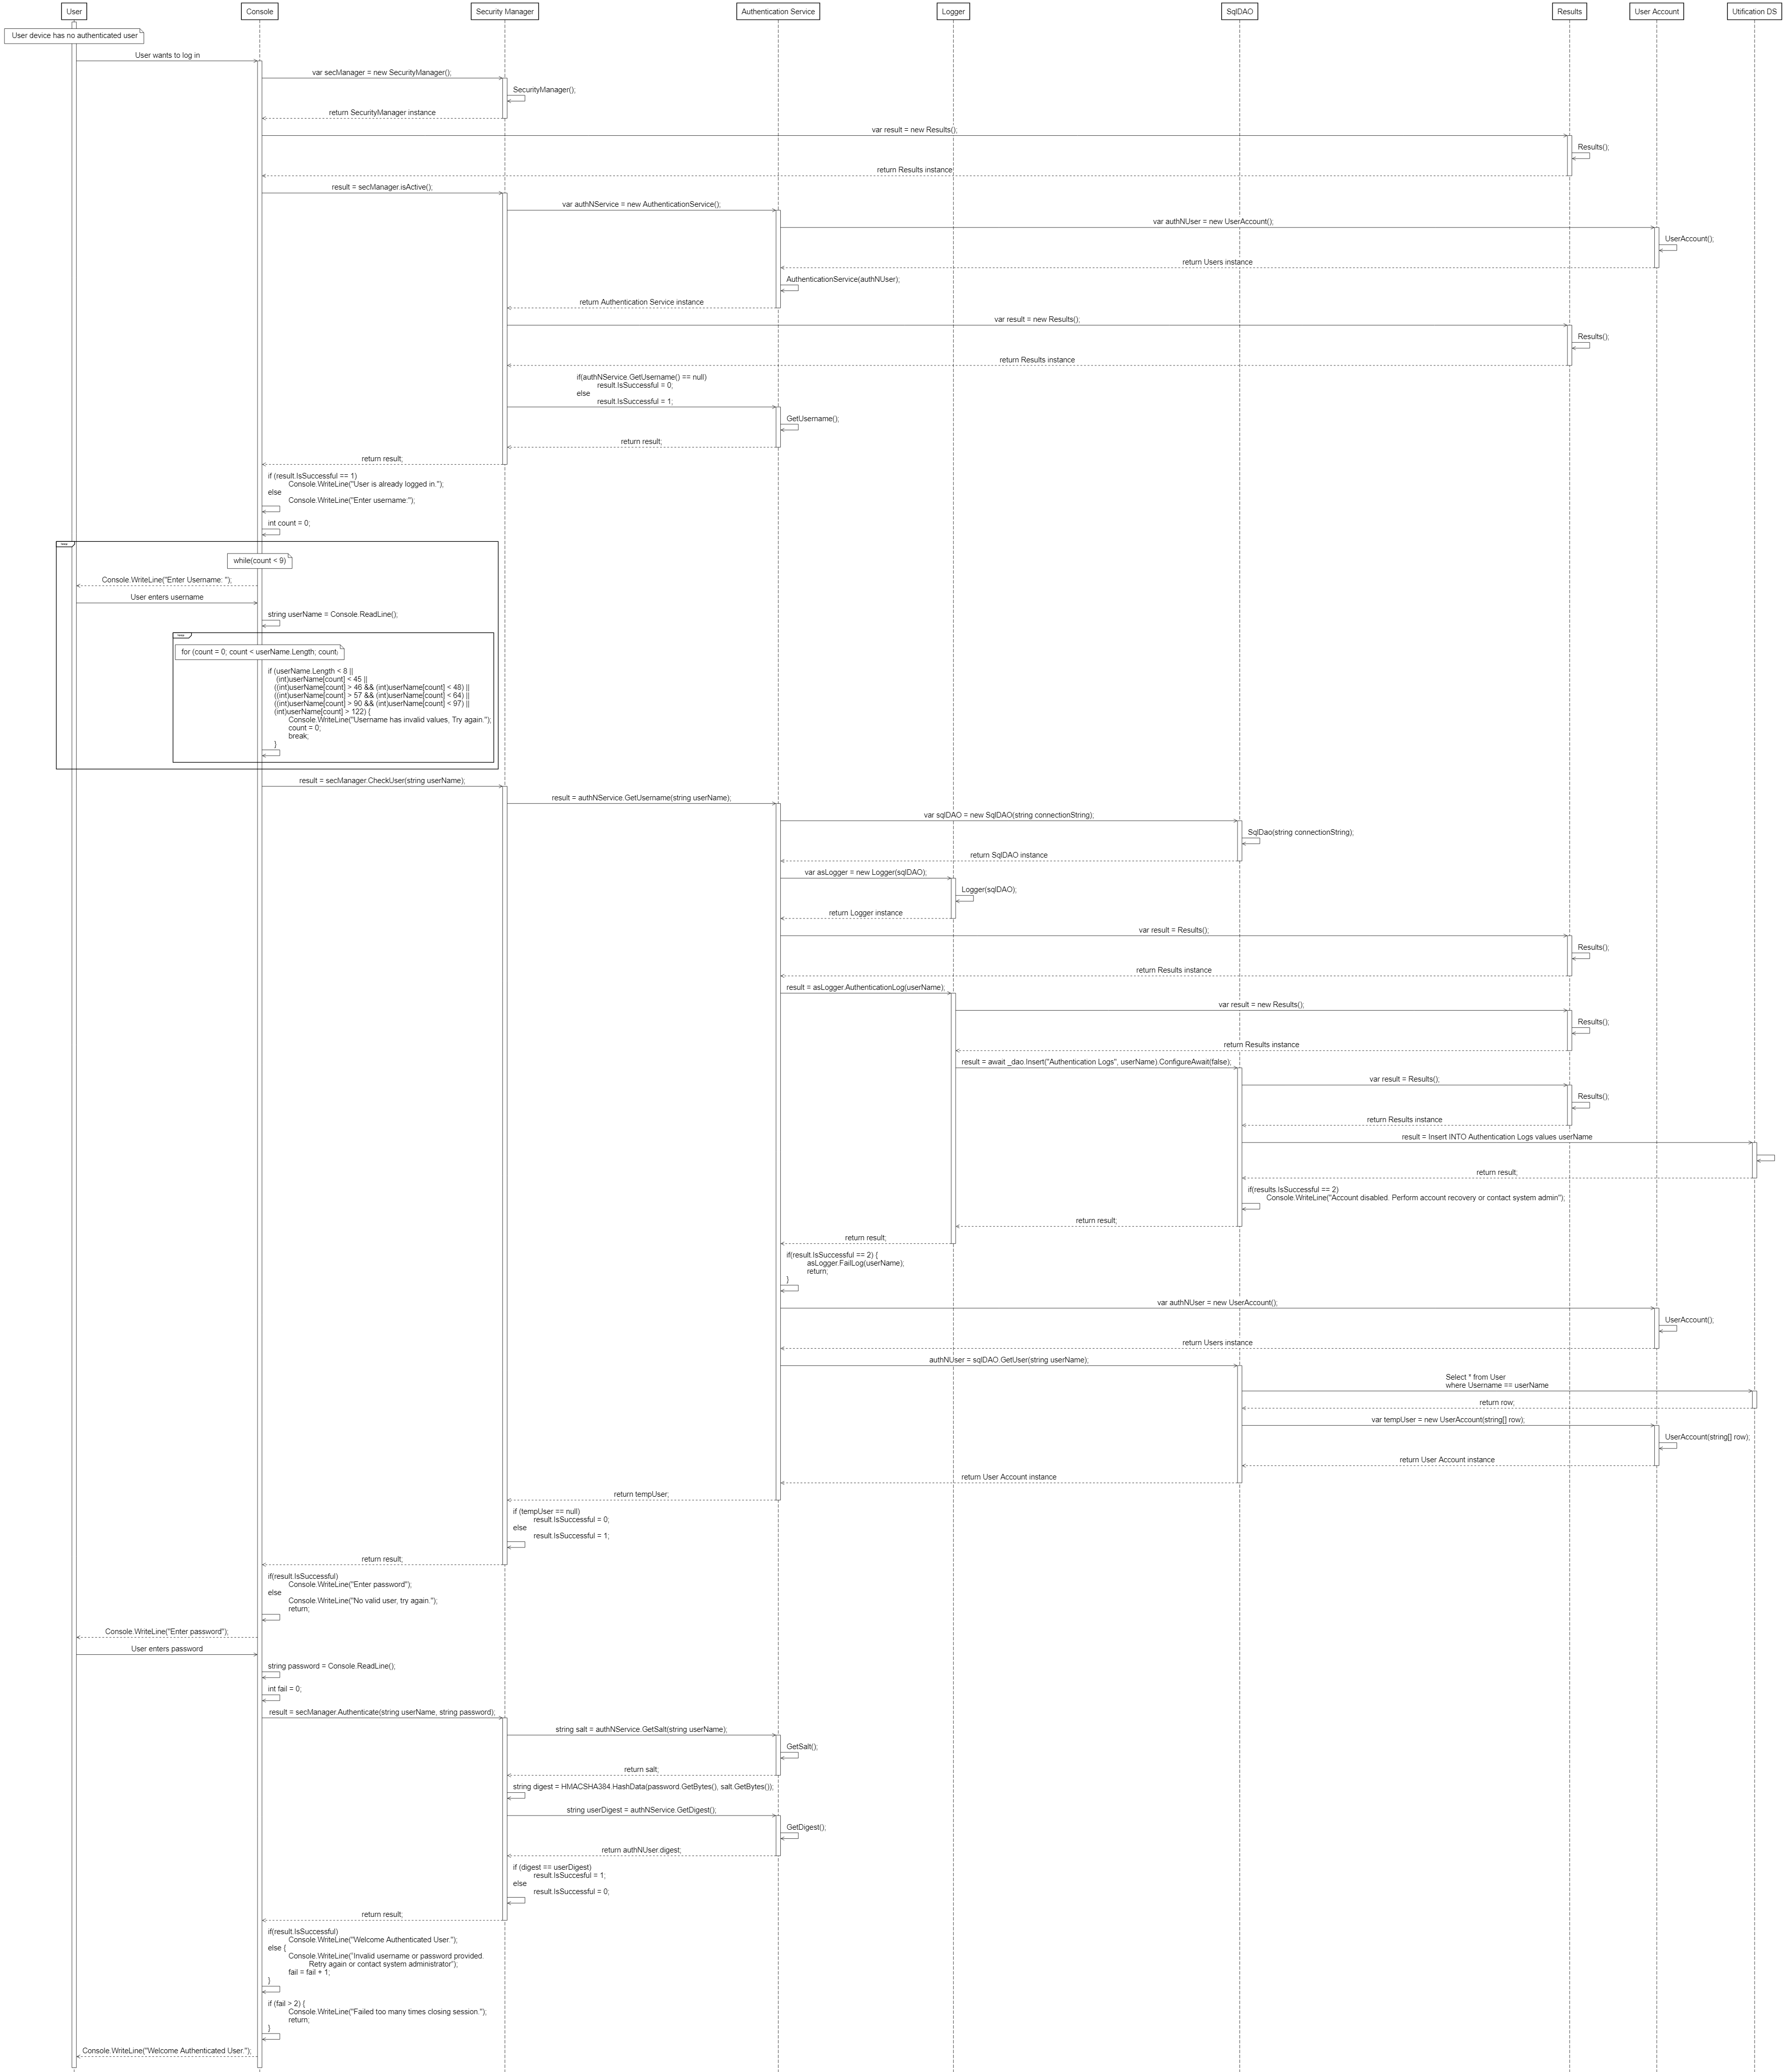 User
Console
Security Manager
Authentication Service
Logger
SqlDAO
Results
User Account
Utification DS
User device has no authenticated user
User wants to log in
var secManager = new SecurityManager();
SecurityManager();
return SecurityManager instance
var result = new Results();
Results();
return Results instance
result = secManager.isActive();
var authNService = new AuthenticationService();
var authNUser = new UserAccount();
UserAccount();
return Users instance
AuthenticationService(authNUser);
return Authentication Service instance
var result = new Results();
Results();
return Results instance
if(authNService.GetUsername() == null)
result.IsSuccessful = 0;
else
result.IsSuccessful = 1;
GetUsername();
return result;
return result;
if (result.IsSuccessful == 1)
Console.WriteLine("User is already logged in.");
else
Console.WriteLine("Enter username:");
int count = 0;
while(count < 9)
Console.WriteLine("Enter Username: ");
User enters username
string userName = Console.ReadLine();
for (count = 0; count < userName.Length; count)
if (userName.Length < 8 ||
(int)userName[count] < 45 ||
((int)userName[count] > 46 && (int)userName[count] < 48) ||
((int)userName[count] > 57 && (int)userName[count] < 64) ||
((int)userName[count] > 90 && (int)userName[count] < 97) ||
(int)userName[count] > 122) {
Console.WriteLine("Username has invalid values, Try again.");
count = 0;
break;
}
result = secManager.CheckUser(string userName);
result = authNService.GetUsername(string userName);
var sqlDAO = new SqlDAO(string connectionString);
SqlDao(string connectionString);
return SqlDAO instance
var asLogger = new Logger(sqlDAO);
Logger(sqlDAO);
return Logger instance
var result = Results();
Results();
return Results instance
result = asLogger.AuthenticationLog(userName);
var result = new Results();
Results();
return Results instance
result = await _dao.Insert("Authentication Logs", userName).ConfigureAwait(false);
var result = Results();
Results();
return Results instance
result = Insert INTO Authentication Logs values userName
return result;
if(results.IsSuccessful == 2)
Console.WriteLine("Account disabled. Perform account recovery or contact system admin");
return result;
return result;
if(result.IsSuccessful == 2) {
asLogger.FailLog(userName);
return;
}
var authNUser = new UserAccount();
UserAccount();
return Users instance
authNUser = sqlDAO.GetUser(string userName);
Select * from User
where Username == userName
return row;
var tempUser = new UserAccount(string[] row);
UserAccount(string[] row);
return User Account instance
return User Account instance
return tempUser;
if (tempUser == null)
result.IsSuccessful = 0;
else
result.IsSuccessful = 1;
return result;
if(result.IsSuccessful)
Console.WriteLine("Enter password");
else
Console.WriteLine("No valid user, try again.");
return;
Console.WriteLine("Enter password");
User enters password
string password = Console.ReadLine();
int fail = 0;
result = secManager.Authenticate(string userName, string password);
string salt = authNService.GetSalt(string userName);
GetSalt();
return salt;
string digest = HMACSHA384.HashData(password.GetBytes(), salt.GetBytes());
string userDigest = authNService.GetDigest();
GetDigest();
return authNUser.digest;
if (digest == userDigest)
result.IsSuccesful = 1;
else
result.IsSuccessful = 0;
return result;
if(result.IsSuccessful)
Console.WriteLine("Welcome Authenticated User.");
else {
Console.WriteLine("Invalid username or password provided.
Retry again or contact system administrator");
fail = fail + 1;
}
if (fail > 2) {
Console.WriteLine("Failed too many times closing session.");
return;
}
Console.WriteLine("Welcome Authenticated User.");